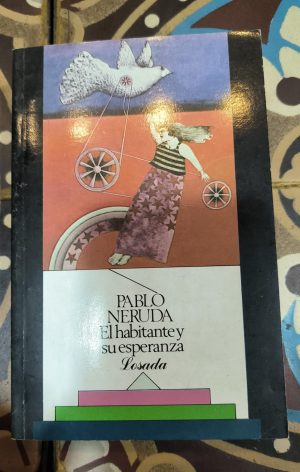 PABLO
NERUDA
El habitante y
su esperanza
Losada